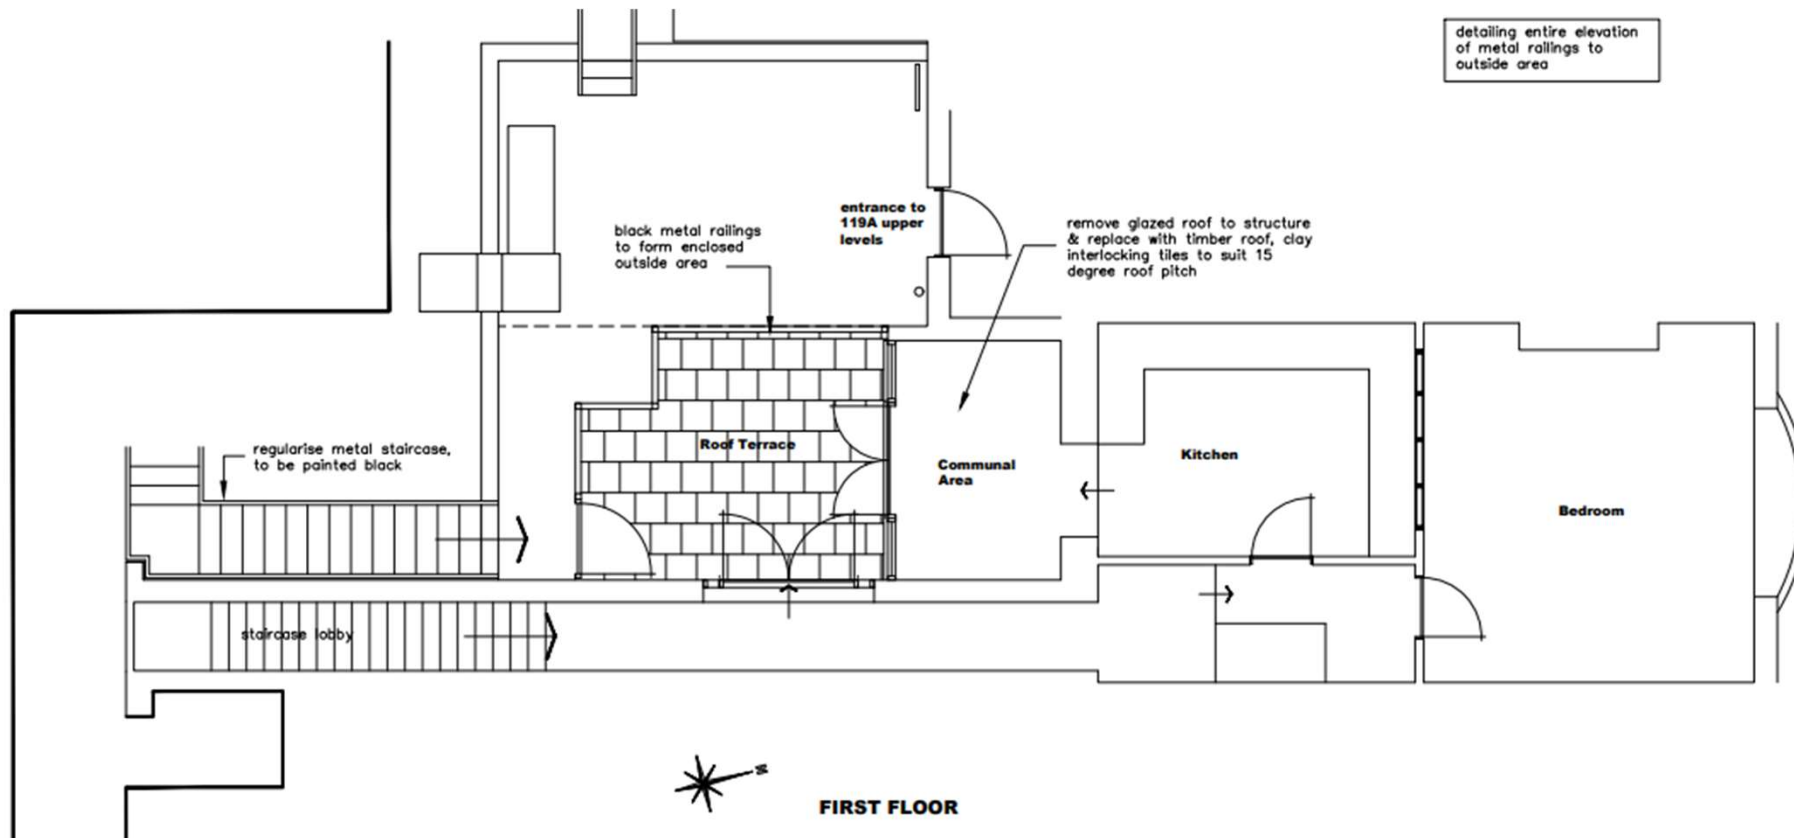 detailing entire elevation
of metal railings to
outside area
entrance to
119A upper
levels
black metal railings
to form enclosed
outside area
remove glazed roof to structure
& replace with timber roof, clay
interlocking tiles to suit 15
degree roof pitch
regularise metal staircase,
to be painted black
Roof Terrace
Communal
Area
Kitchen
Bedroom
staircase lobby
N
FIRST FLOOR